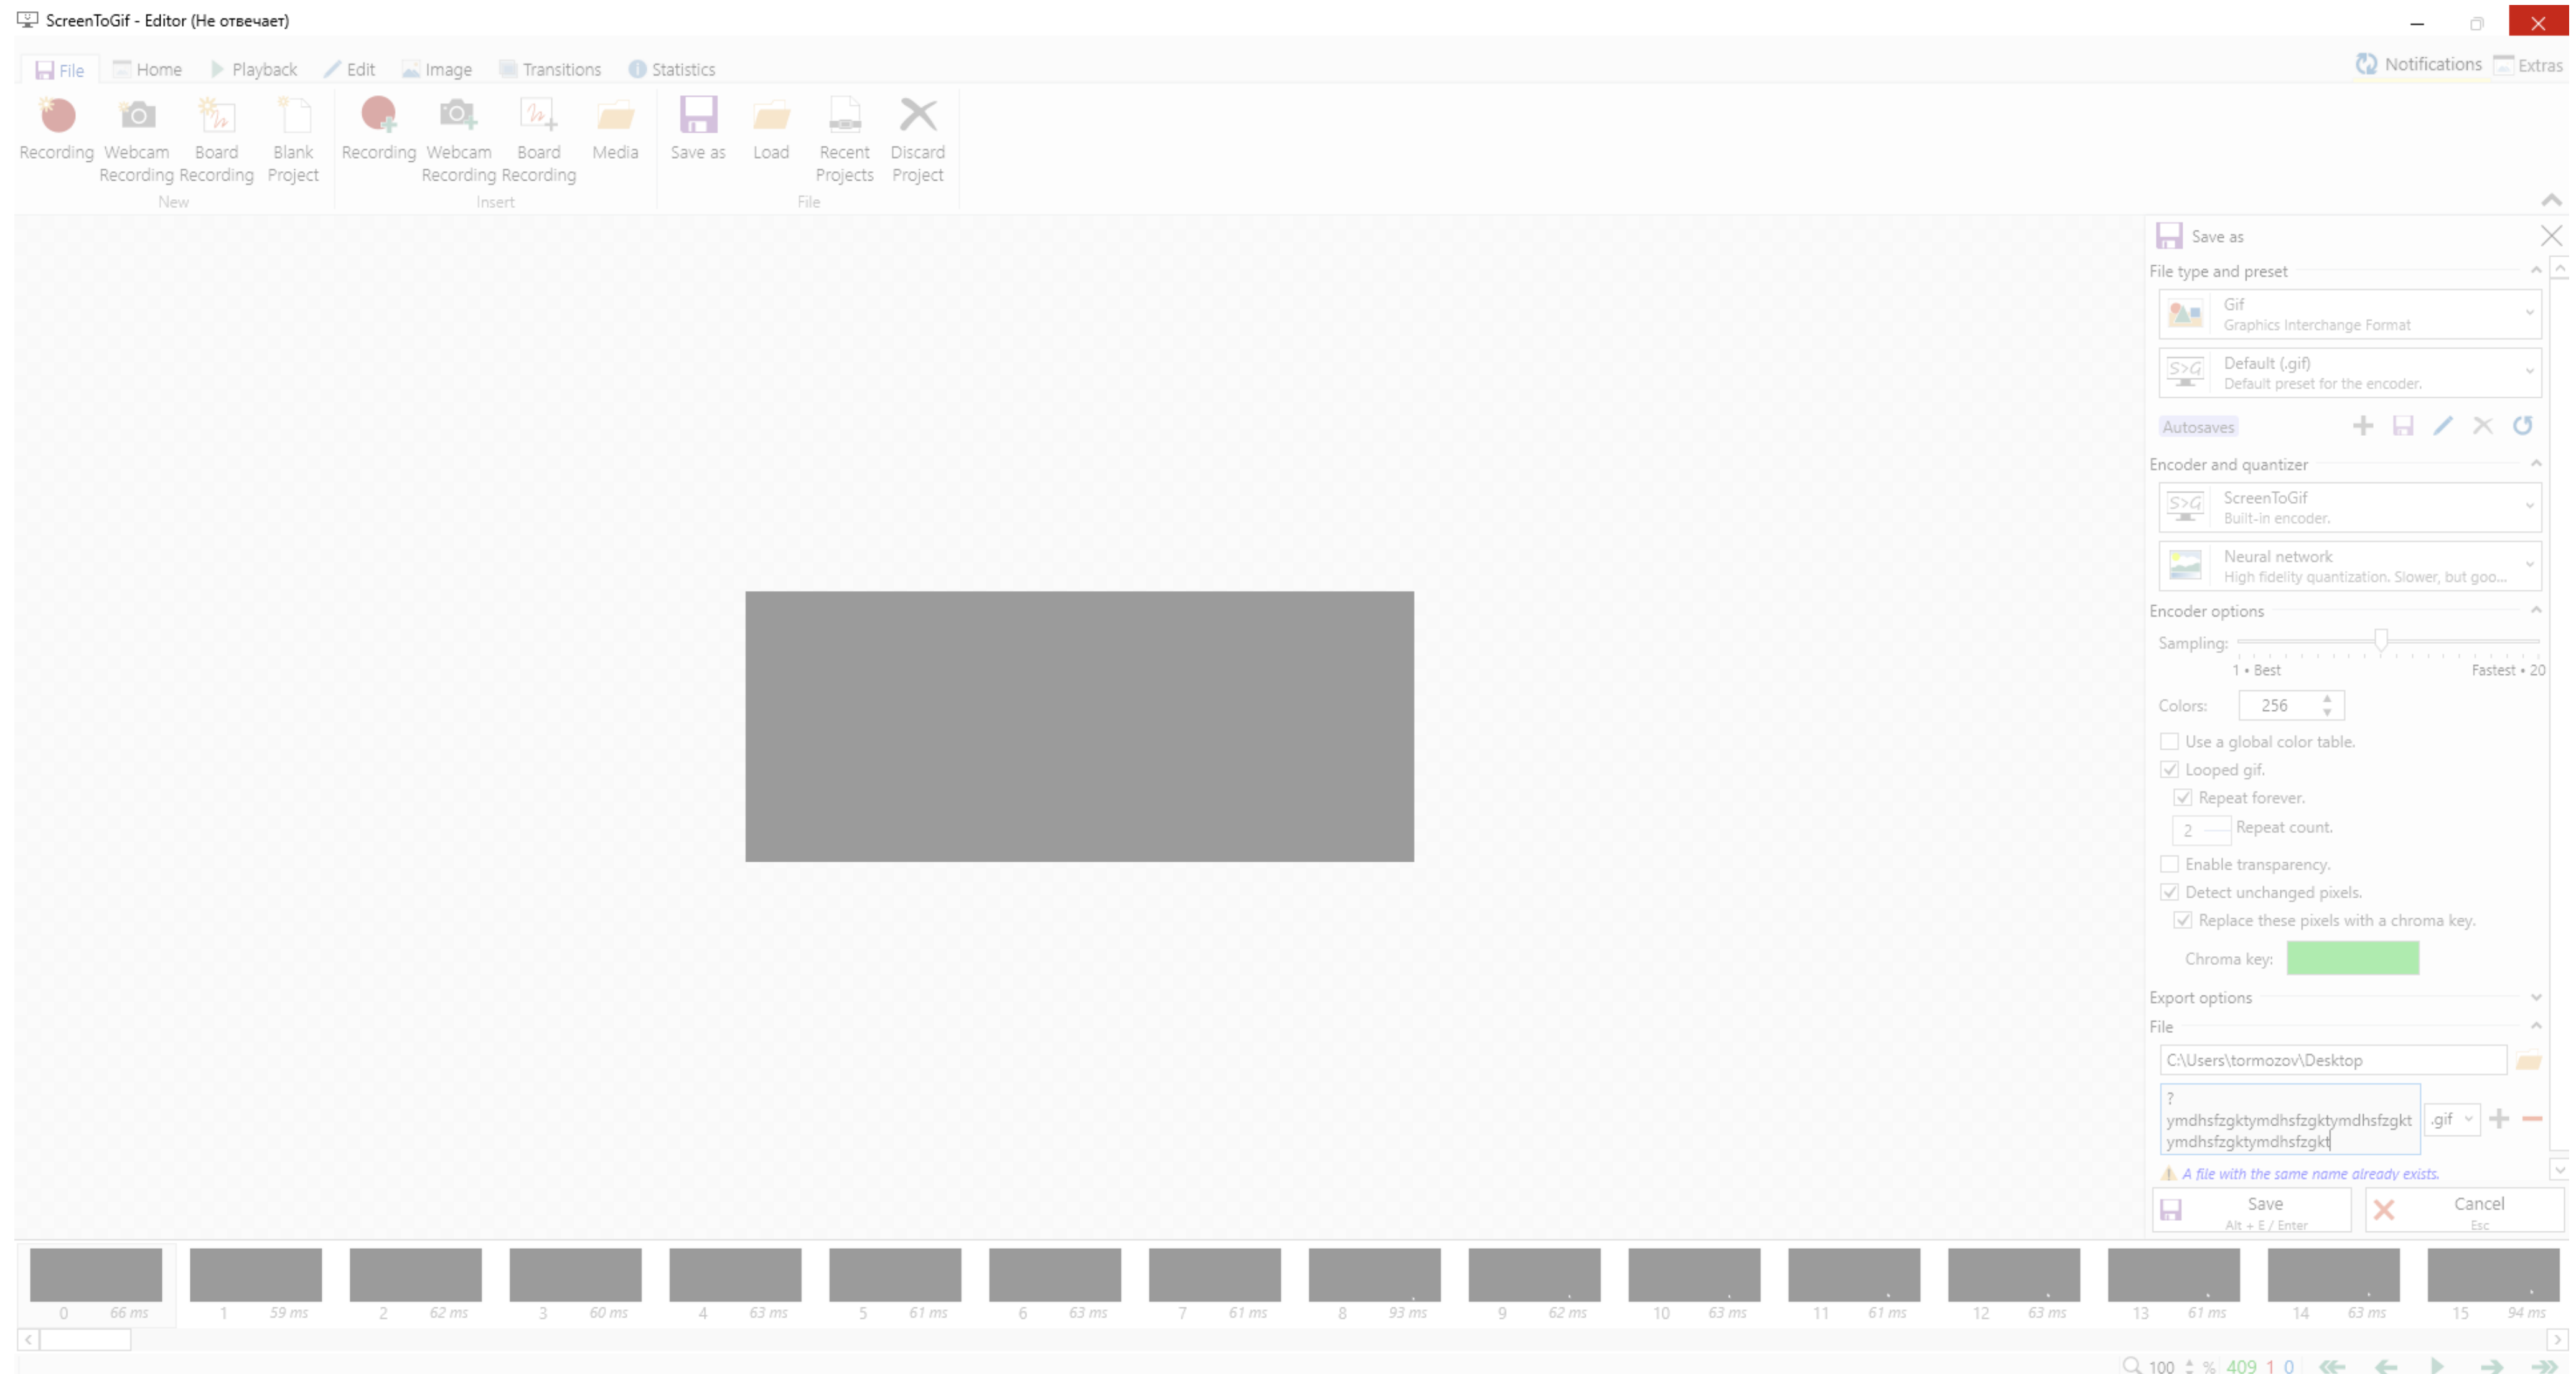 ScreenToGif - Editor (Не отвечает)
File Home Playback Edit Image Transitions Statistics
Notifications Extras
Recording
Webcam Recording
Board Recording
Blank Project
New
Recording
Webcam Recording
Board Recording
Media
Insert
Save as
Load
Recent Projects
Discard Project
File
Save as
File type and preset
Gif
Graphics Interchange Format
S>G
Default (.gif)
Default preset for the encoder.
Autosaves
Encoder and quantizer
S>G
ScreenToGif
Built-in encoder.
Neural network
High fidelity quantization. Slower, but goo...
Encoder options
Sampling:
1 • Best Fastest • 20
Colors: 256
Use a global color table.
Looped gif.
Repeat forever.
2 Repeat count.
Enable transparency.
Detect unchanged pixels.
Replace these pixels with a chroma key.
Chroma key:
Export options
File
C:\Users\tormozov\Desktop
?
ymdhsfzgktymdhsfzgktymdhsfzgkt
ymdhsfzgktymdhsfzgkt
.gif
A file with the same name already exists.
Save
Alt + E / Enter
Cancel
Esc
0 66 ms 1 59 ms 2 62 ms 3 60 ms 4 63 ms 5 61 ms 6 63 ms 7 61 ms 8 93 ms 9 62 ms 10 63 ms 11 61 ms 12 63 ms 13 61 ms 14 63 ms 15 94 ms
100 % 409 1 0